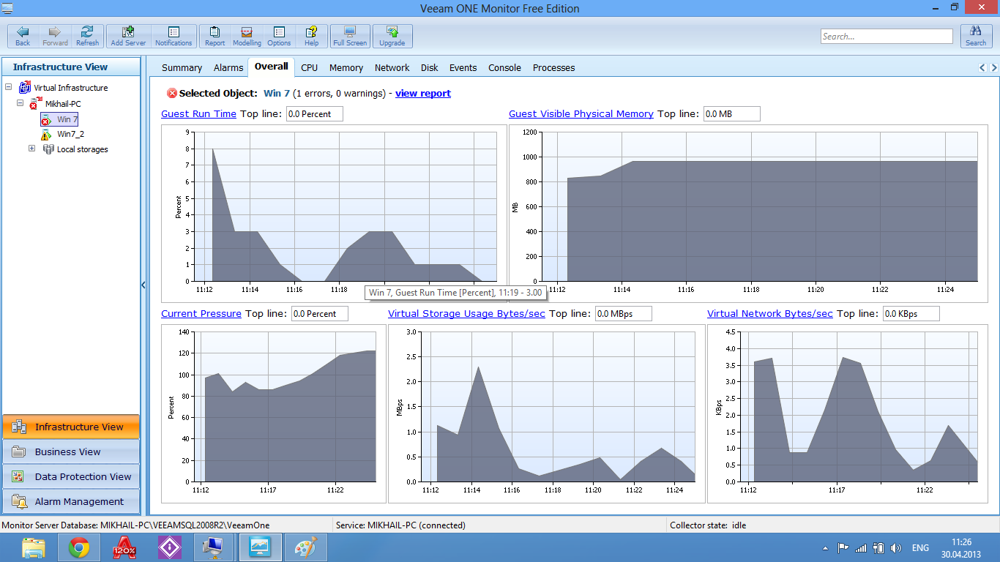 Veeam ONE Monitor Free Edition
Back Forward Refresh Add Server Notifications Report Modelling Options Help Full Screen Upgrade Search... Search
Infrastructure View
Virtual Infrastructure
Mikhail-PC
Win 7
Win7_2
Local storages
Infrastructure View
Business View
Data Protection View
Alarm Management
Summary Alarms Overall CPU Memory Network Disk Events Console Processes
Selected Object: Win 7 (1 errors, 0 warnings) - view report
Guest Run Time Top line: 0.0 Percent
9
8
7
6
5
4
3
2
1
0
Percent
11:12 11:14 11:16 11:18
Win 7, Guest Run Time [Percent], 11:19 - 3.00
Guest Visible Physical Memory Top line: 0.0 MB
1200
1000
800
600
400
200
0
MB
11:12 11:14 11:16 11:18 11:20 11:22 11:24
Current Pressure Top line: 0.0 Percent
140
120
100
80
60
40
20
0
Percent
11:12 11:17 11:22
Virtual Storage Usage Bytes/sec Top line: 0.0 MBps
3.0
2.5
2.0
1.5
1.0
0.5
0.0
MBps
11:12 11:14 11:16 11:18 11:20 11:22 11:24
Virtual Network Bytes/sec Top line: 0.0 KBps
4.5
4.0
3.5
3.0
2.5
2.0
1.5
1.0
0.5
0.0
KBps
11:12 11:17 11:22
Monitor Server Database: MIKHAIL-PC\VEEAMSQL2008R2\VeeamOne Service: MIKHAIL-PC (connected) Collector state: idle
120%
ENG
11:26
30.04.2013